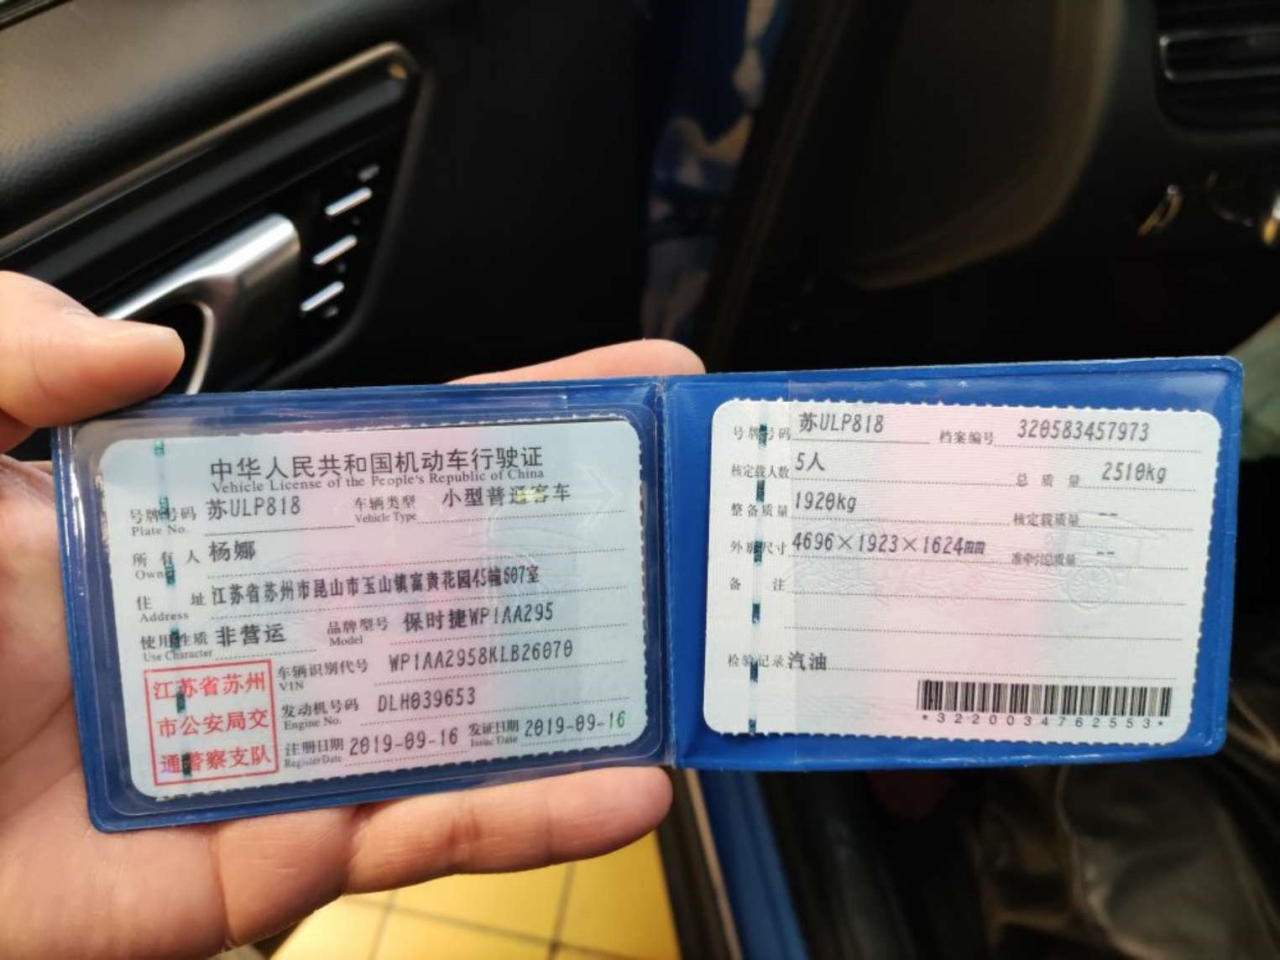 中华人民共和国机动车行驶证
Vehicle License of the People's Republic of China
号牌号码 苏ULP818 车辆类型 小型普通客车
Plate No. Vehicle Type
所有人 杨娜
Owner
住址 江苏省苏州市昆山市玉山镇富贵花园45幢607室
Address
使用性质 非营运 品牌型号 保时捷WP1AA295
Use Character Model
江苏省苏州
市公安局交
通警察支队
车辆识别代号 WP1AA2958KLB26070
VIN
发动机号码 DLH039653
Engine No.
注册日期 2019-09-16 发证日期 2019-09-16
Register Date Issue Date
号牌号码 苏ULP818 档案编号 320583457973
核定载人数 5人 总质量 2510kg
整备质量 1920kg 核定载质量 --
外廓尺寸 4696×1923×1624mm 准牵引总质量 --
备注
检验记录 汽油
*3220034762553*